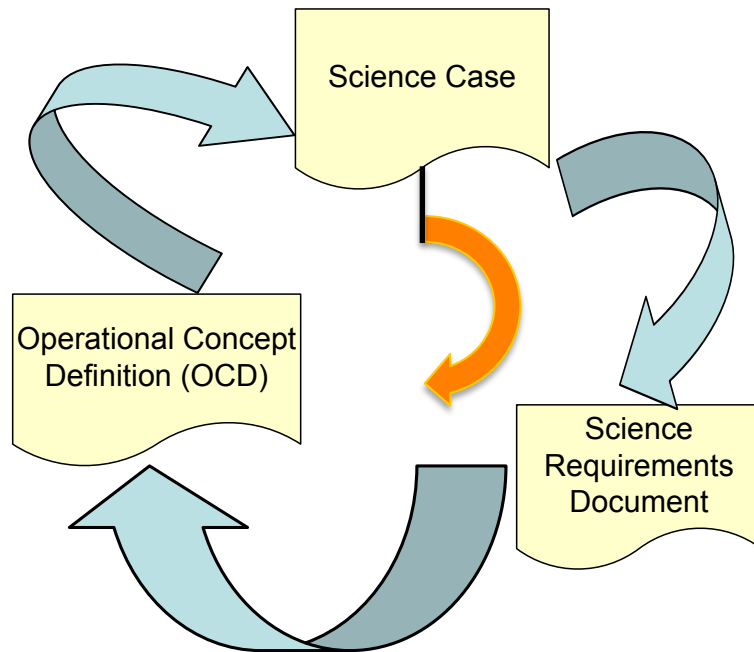 Science Case
Operational Concept
Definition (OCD)
Science
Requirements
Document